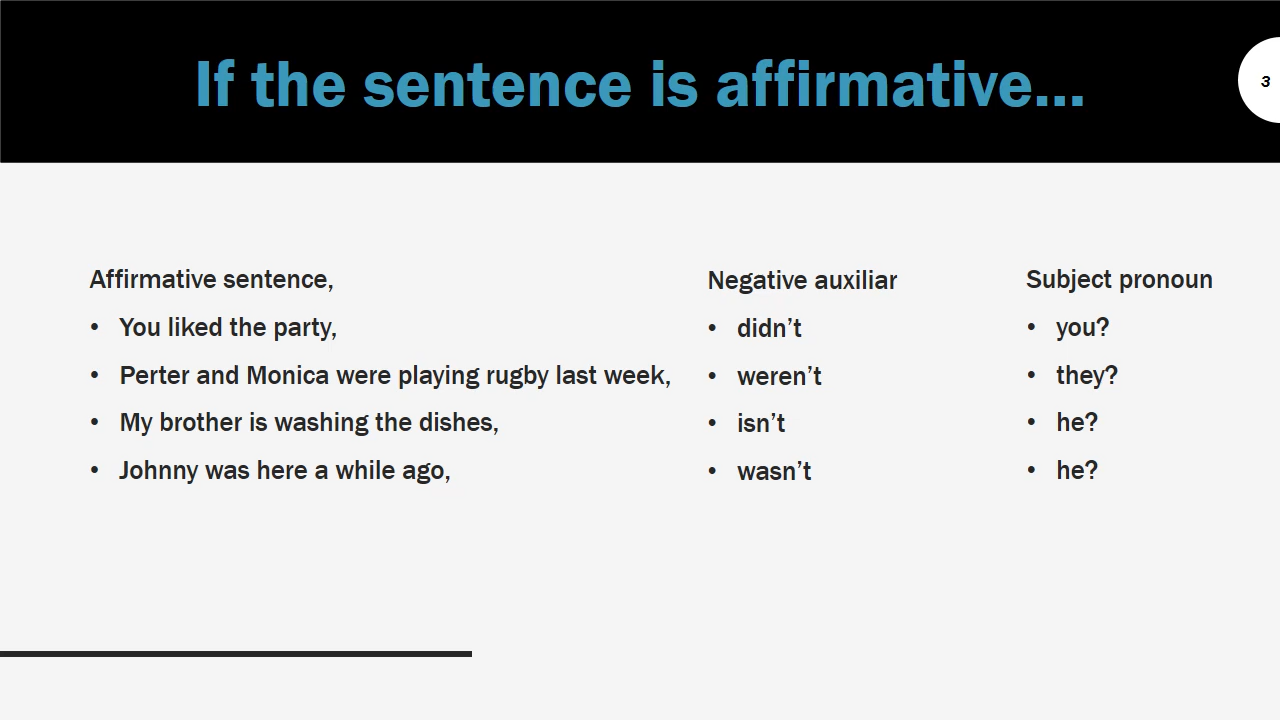 If the sentence is affirmative...
3
Affirmative sentence,
• You liked the party,
• Perter and Monica were playing rugby last week,
• My brother is washing the dishes,
• Johnny was here a while ago,
Negative auxiliar
• didn’t
• weren’t
• isn’t
• wasn’t
Subject pronoun
• you?
• they?
• he?
• he?